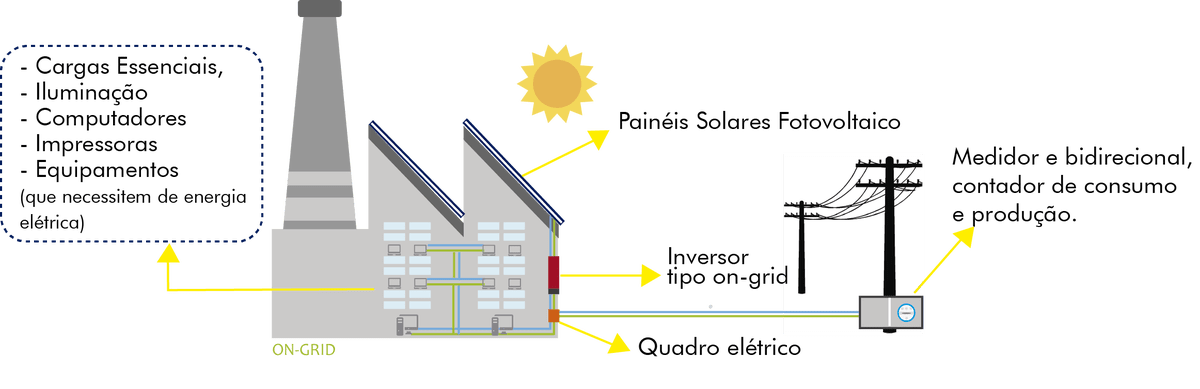 - Cargas Essenciais,
- Iluminação
- Computadores
- Impressoras
- Equipamentos
(que necessitem de energia
elétrica)
Painéis Solares Fotovoltaico
Medidor e bidirecional,
contador de consumo
e produção.
Inversor
tipo on-grid
Quadro elétrico
ON-GRID